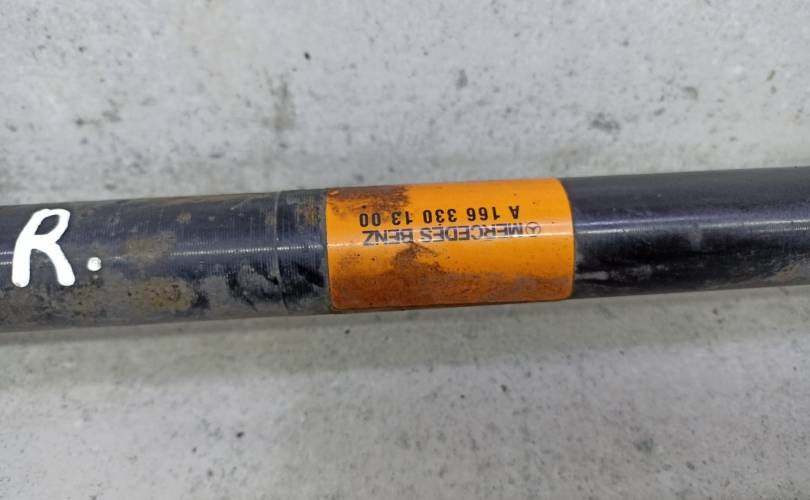 R.
MERCEDES BENZ
A 166 330 13 00